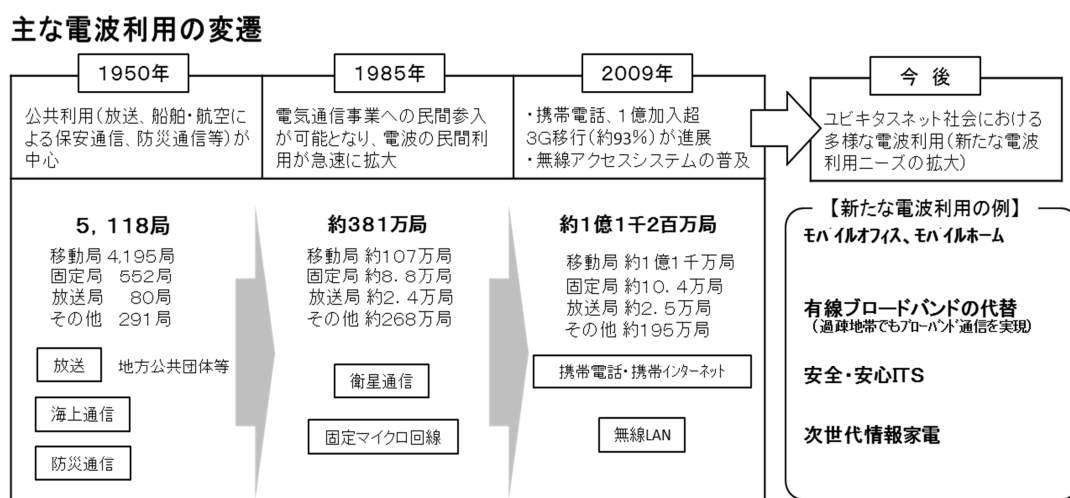 主な電波利用の変遷
1950年
公共利用（放送、船舶・航空に
よる保安通信、防災通信等）が
中心
5，118局
移動局 4,195局
固定局 552局
放送局 80局
その他 291局
放送 地方公共団体等
海上通信
防災通信
1985年
電気通信事業への民間参入
が可能となり、電波の民間利
用が急速に拡大
約381万局
移動局 約107万局
固定局 約8．8万局
放送局 約2．4万局
その他 約268万局
衛星通信
固定マイクロ回線
2009年
・携帯電話、1億加入超
3G移行（約93％）が進展
・無線アクセスシステムの普及
約1億1千2百万局
移動局 約1億1千万局
固定局 約10．4万局
放送局 約2．5万局
その他 約195万局
携帯電話・携帯インターネット
無線LAN
今 後
ユビキタスネット社会における
多様な電波利用（新たな電波
利用ニーズの拡大）
【新たな電波利用の例】
モバイルオフィス、モバイルホーム
有線ブロードバンドの代替
（過疎地帯でもブローバンド通信を実現）
安全・安心ITS
次世代情報家電